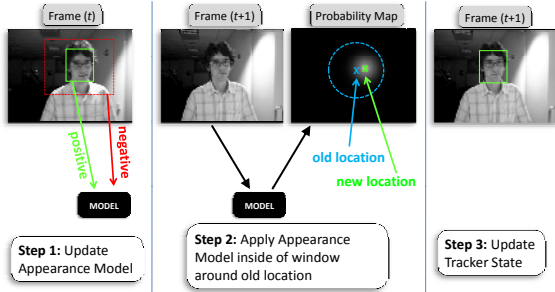 Frame (t)
positive
negative
MODEL
Step 1: Update
Appearance Model
Frame (t+1)
Probability Map
x
x
old location
new location
MODEL
Step 2: Apply Appearance
Model inside of window
around old location
Frame (t+1)
Step 3: Update
Tracker State